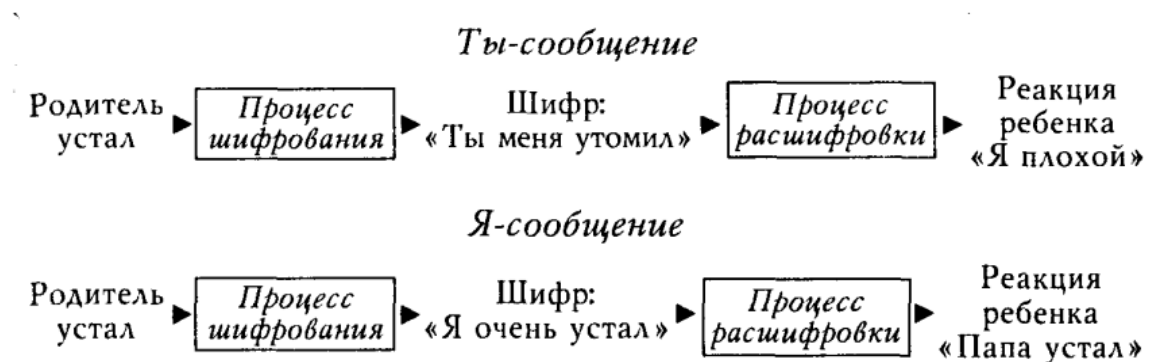 Ты-сообщение
Родитель
устал
Процесс
шифрования
Шифр:
«Ты меня утомил»
Процесс
расшифровки
Реакция
ребенка
«Я плохой»
Я-сообщение
Родитель
устал
Процесс
шифрования
Шифр:
«Я очень устал»
Процесс
расшифровки
Реакция
ребенка
«Папа устал»